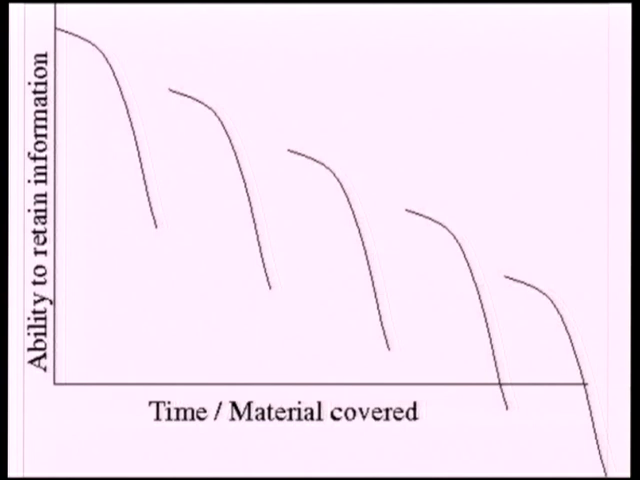 Ability to retain information
Time / Material covered